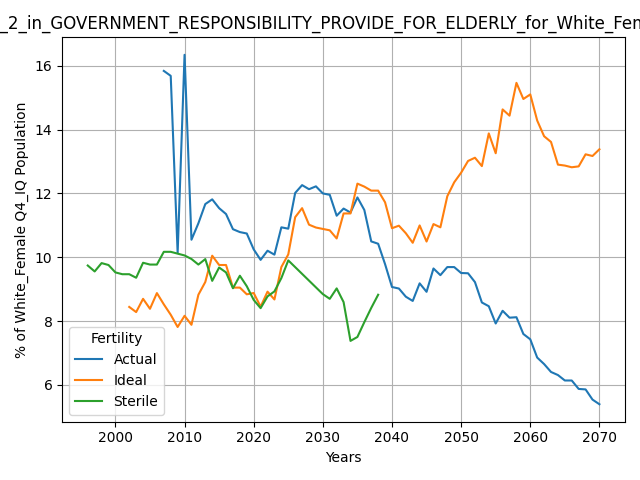 _2_in_GOVERNMENT_RESPONSIBILITY_PROVIDE_FOR_ELDERLY_for_White_Fem
% of White_Female Q4_IQ Population
16
14
12
10
8
6
Fertility
Actual
Ideal
Sterile
2000 2010 2020 2030 2040 2050 2060 2070
Years